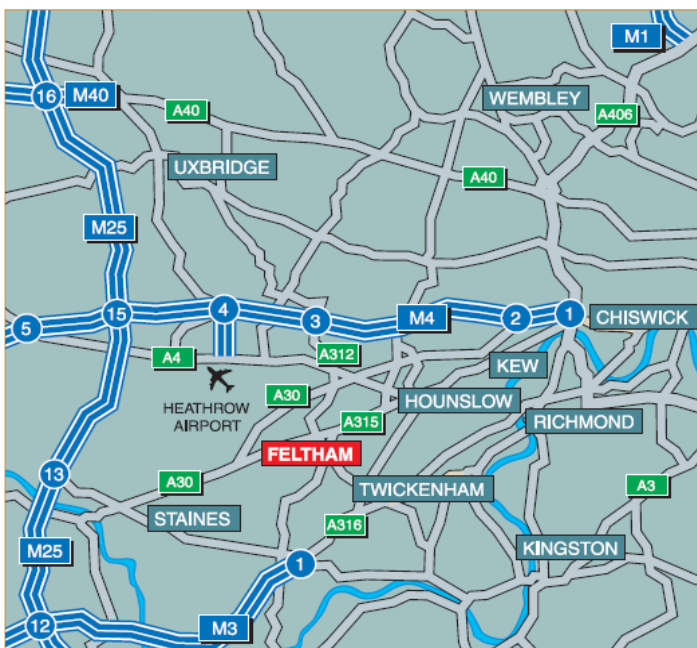 M1
16
M40
WEMBLEY
A40
A406
UXBRIDGE
A40
M25
5
15
4
3
M4
2
1
CHISWICK
A4
A312
KEW
HEATHROW
AIRPORT
A30
HOUNSLOW
A315
RICHMOND
FELTHAM
13
A30
TWICKENHAM
A3
STAINES
A316
M25
1
KINGSTON
12
M3